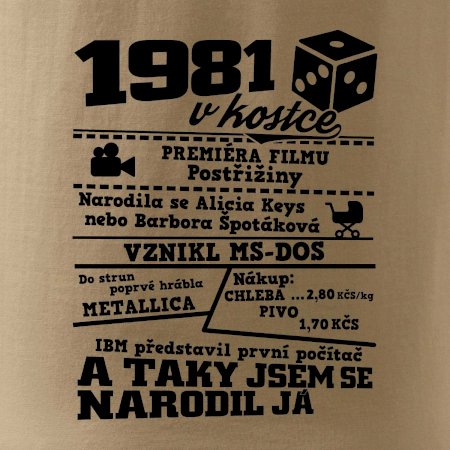 1981
v kostce
PREMIÉRA FILMU
Postřižiny
Narodila se Alicia Keys
nebo Barbora Špotáková
VZNIKL MS-DOS
Do strun
poprvé hrábla
METALLICA
Nákup:
CHLEBA ...2,80 KČS/kg
PIVO
1,70 KČS
IBM představil první počítač
A TAKY JSEM SE
NARODIL JÁ